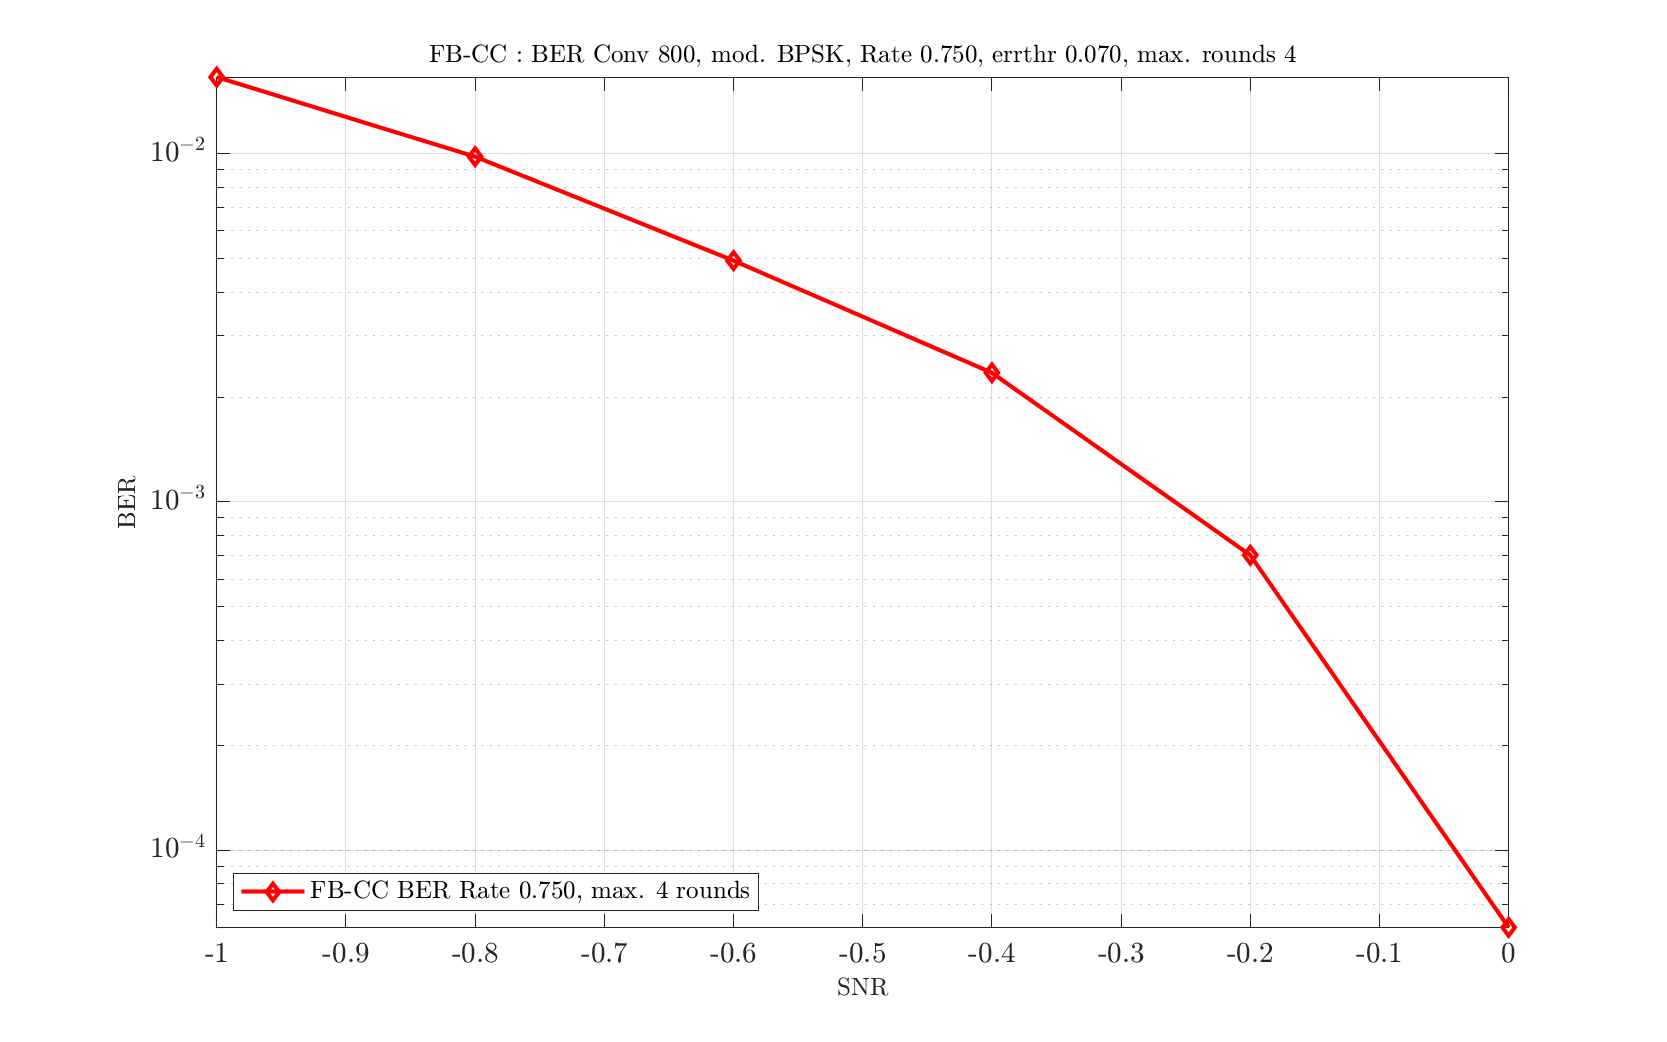 FB-CC : BER Conv 800, mod. BPSK, Rate 0.750, errthr 0.070, max. rounds 4
10⁻²
10⁻³
10⁻⁴
BER
FB-CC BER Rate 0.750, max. 4 rounds
-1 -0.9 -0.8 -0.7 -0.6 -0.5 -0.4 -0.3 -0.2 -0.1 0
SNR